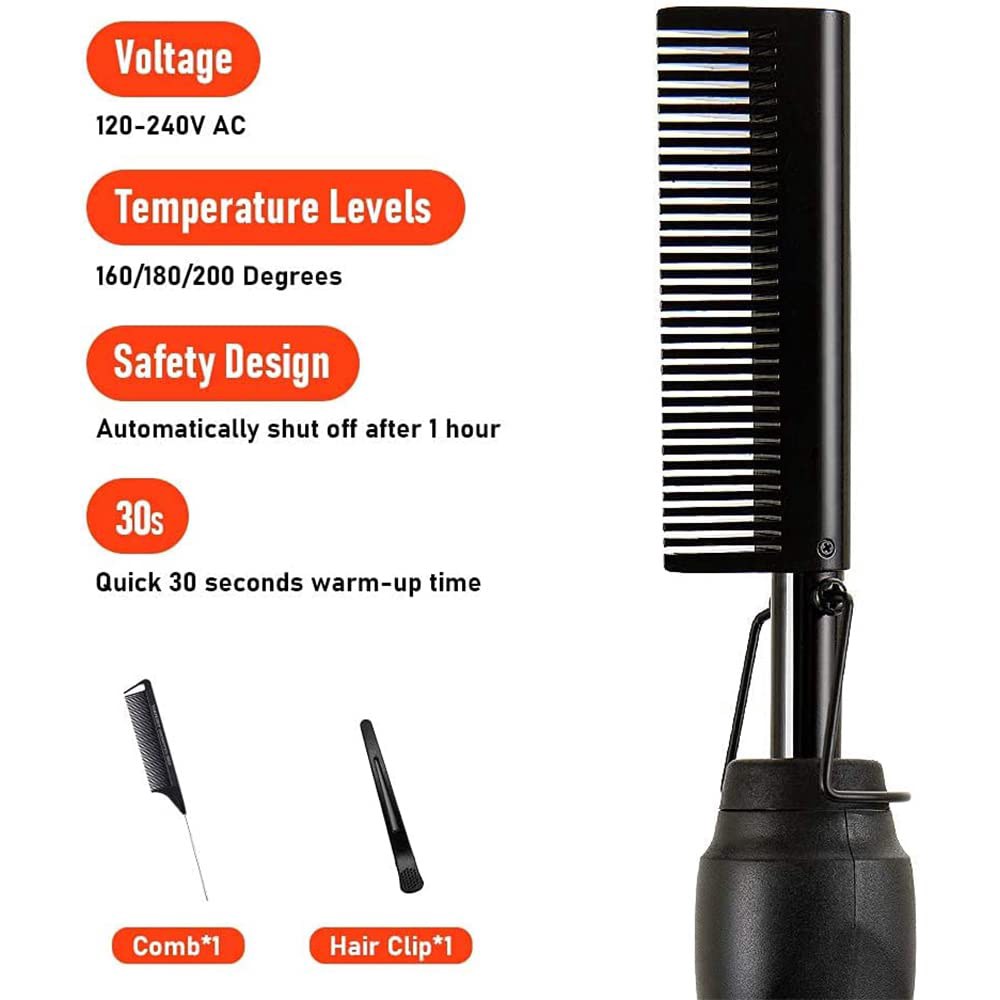 Voltage
120-240V AC
Temperature Levels
160/180/200 Degrees
Safety Design
Automatically shut off after 1 hour
30s
Quick 30 seconds warm-up time
Comb*1
Hair Clip*1